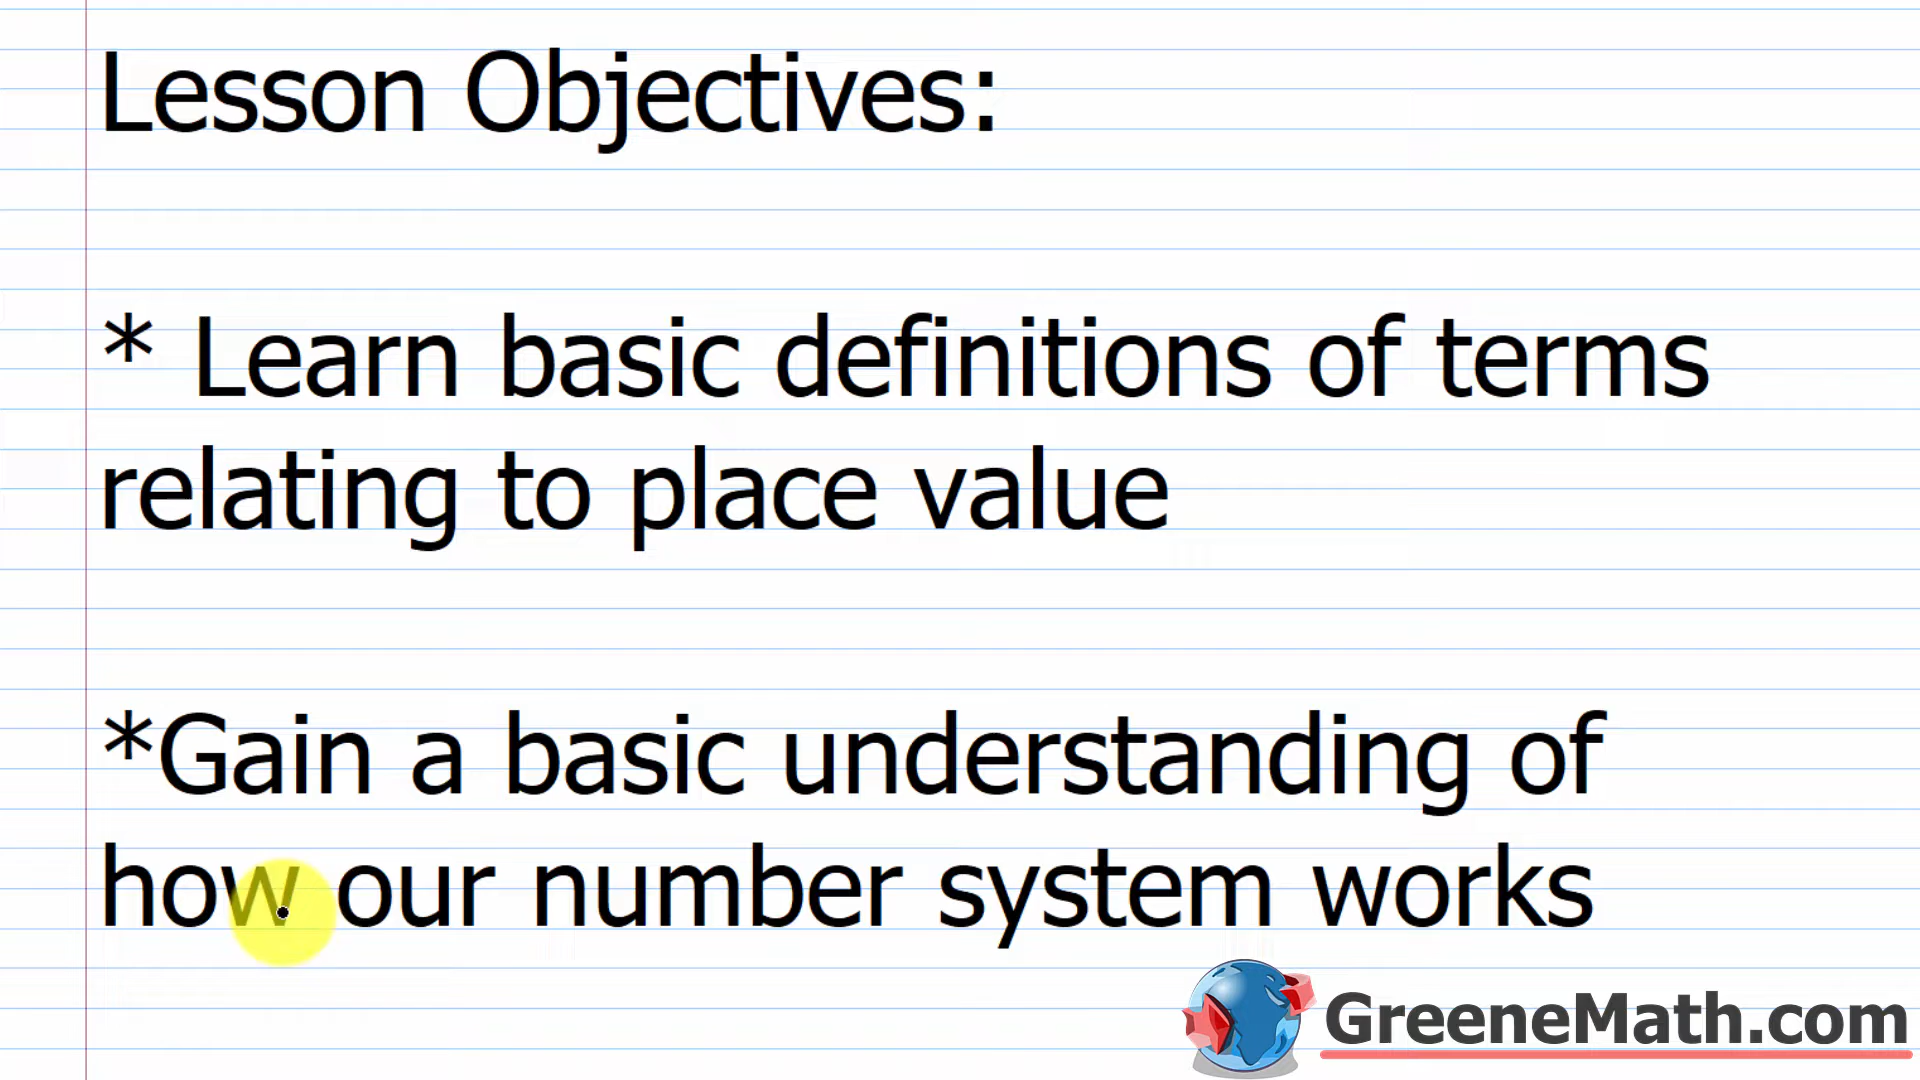 Lesson Objectives:
* Learn basic definitions of terms
relating to place value
*Gain a basic understanding of
how our number system works
GreeneMath.com